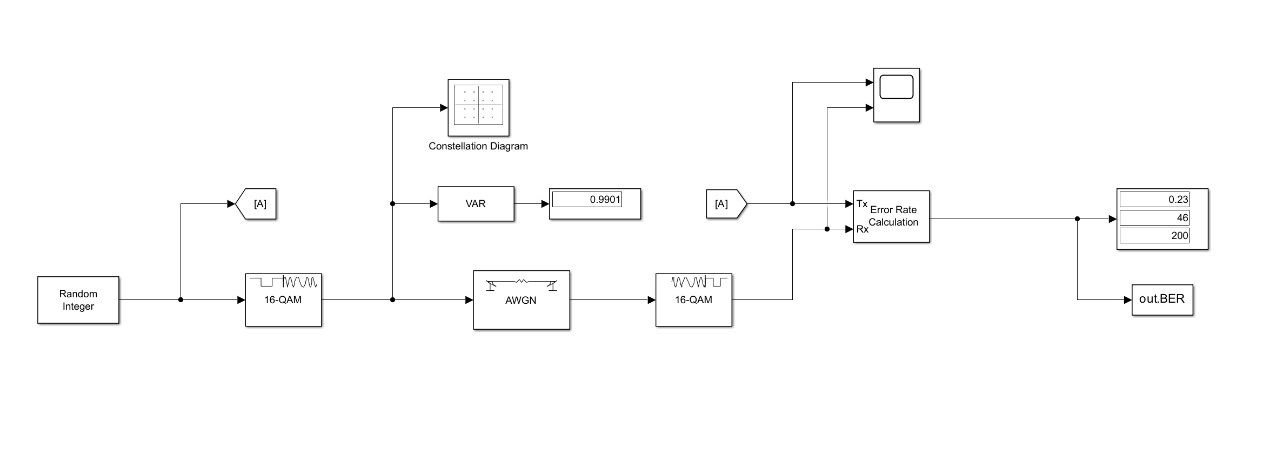 Constellation Diagram
[A]
VAR
0.9901
[A]
Tx
Error Rate
Calculation
Rx
0.23
46
200
Random
Integer
16-QAM
AWGN
16-QAM
out.BER